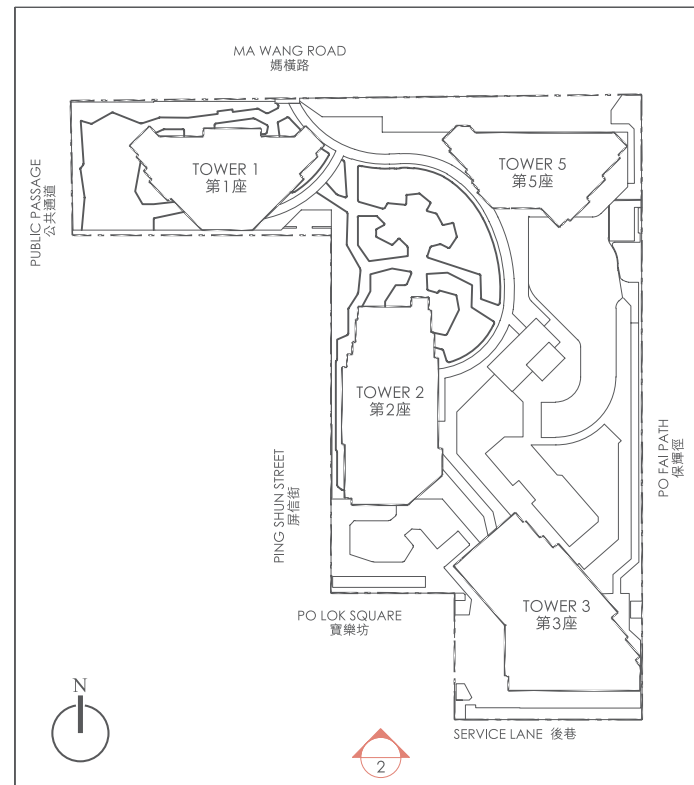 MA WANG ROAD
媽橫路
PUBLIC PASSAGE
公共通道
TOWER 1
第1座
TOWER 5
第5座
TOWER 2
第2座
PING SHUN STREET
屏信街
PO FAI PATH
保輝徑
PO LOK SQUARE
寶樂坊
TOWER 3
第3座
N
SERVICE LANE 後巷
2